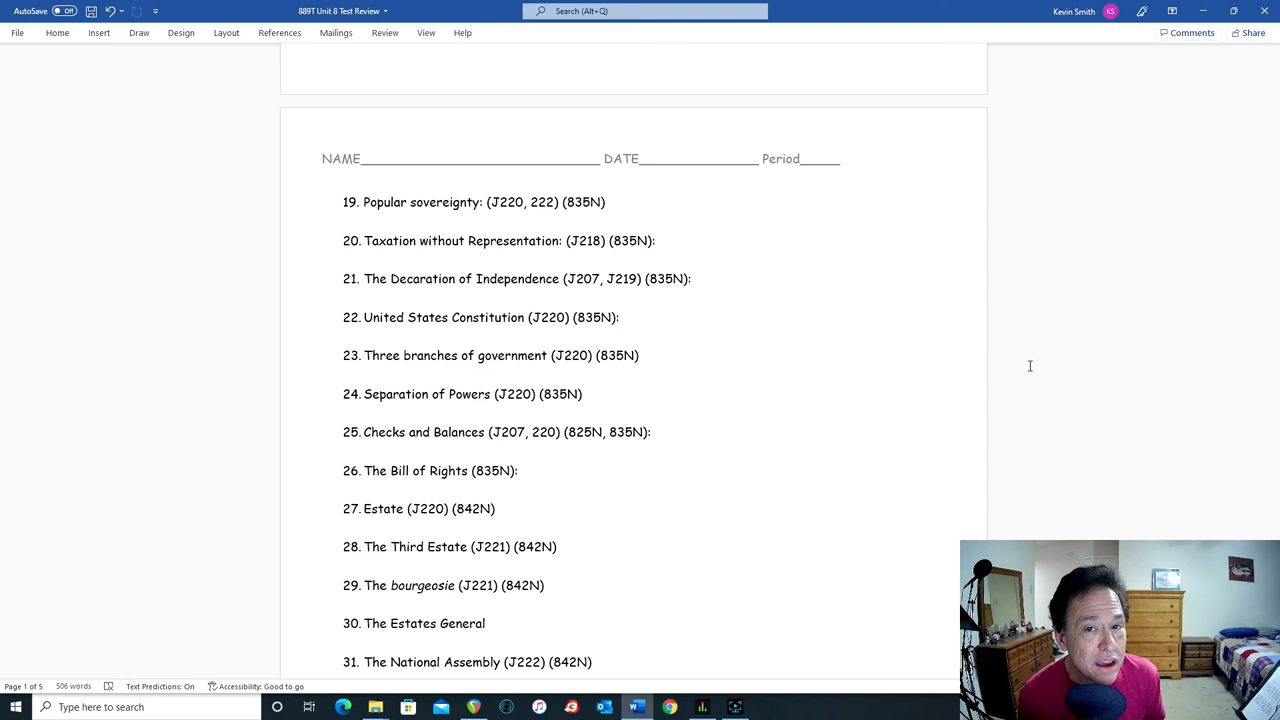 AutoSave Off 889T Unit 8 Test Review Search (Alt+Q) Kevin Smith KS
File Home Insert Draw Design Layout References Mailings Review View Help Comments Share
NAME______________________________ DATE_______________ Period_____
19. Popular sovereignty: (J220, 222) (835N)
20. Taxation without Representation: (J218) (835N):
21. The Decaration of Independence (J207, J219) (835N):
22. United States Constitution (J220) (835N):
23. Three branches of government (J220) (835N)
24. Separation of Powers (J220) (835N)
25. Checks and Balances (J207, 220) (825N, 835N):
26. The Bill of Rights (835N):
27. Estate (J220) (842N)
28. The Third Estate (J221) (842N)
29. The bourgeosie (J221) (842N)
30. The Estates General
31. The National Assembly (J222) (842N)
Page 1 of 5 506 words Text Predictions: On Accessibility: Good to go
Type here to search